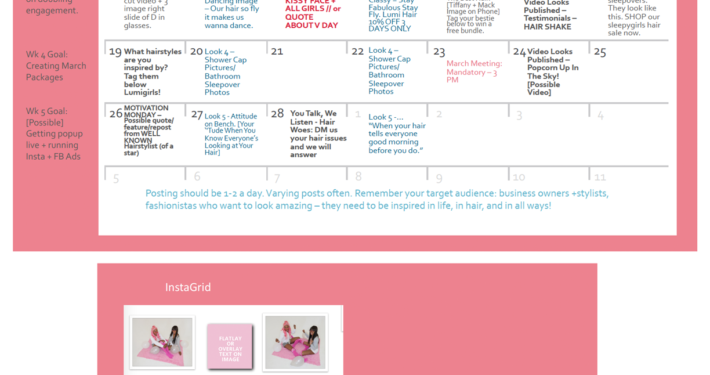 on doubling
engagement.
cut video + 3
image right
slide of D in
glasses.
Dancing Image
– Our hair so fly
it makes us
wanna dance.
KISSY FACE +
ALL GIRLS // or
QUOTE
ABOUT V DAY
Classy – Stay
Fabulous Stay
Fly. Lumi Hair
10% OFF 3
DAYS ONLY
[Tiffany + Mack
Image on Phone]
Tag your bestie
below to win a
free bundle.
Video Looks
Published –
Testimonials –
HAIR SHAKE
sleepovers.
They look like
this. SHOP our
sleepygirls hair
sale now.
Wk 4 Goal:
Creating March
Packages
19 What hairstyles
are you
inspired by?
Tag them
below
Lumigirls!
20 Look 4 –
Shower Cap
Pictures/
Bathroom
Sleepover
Photos
21
22 Look 4 –
Shower Cap
Pictures/
Bathroom
Sleepover
Photos
23
March Meeting:
Mandatory – 3
PM
24 Video Looks
Published –
Popcorn Up In
The Sky!
[Possible
Video]
25
Wk 5 Goal:
[Possible]
Getting popup
live + running
Insta + FB Ads
26 MOTIVATION
MONDAY –
Possible quote/
feature/repost
from WELL
KNOWN
Hairstylist (of a
star)
27 Look 5 - Attitude
on Bench. [Your
"Tude When You
Know Everyone's
Looking at Your
Hair]
28 You Talk, We
Listen - Hair
Woes: DM us
your hair issues
and we will
answer
1
Look 5 -…
"When your hair
tells everyone
good morning
before you do."
2
3
4
5
6
7
8
9
10
11
Posting should be 1-2 a day. Varying posts often. Remember your target audience: business owners +stylists,
fashionistas who want to look amazing – they need to be inspired in life, in hair, and in all ways!
InstaGrid
FLATLAY
OR
OVERLAY
TEXT ON
IMAGE